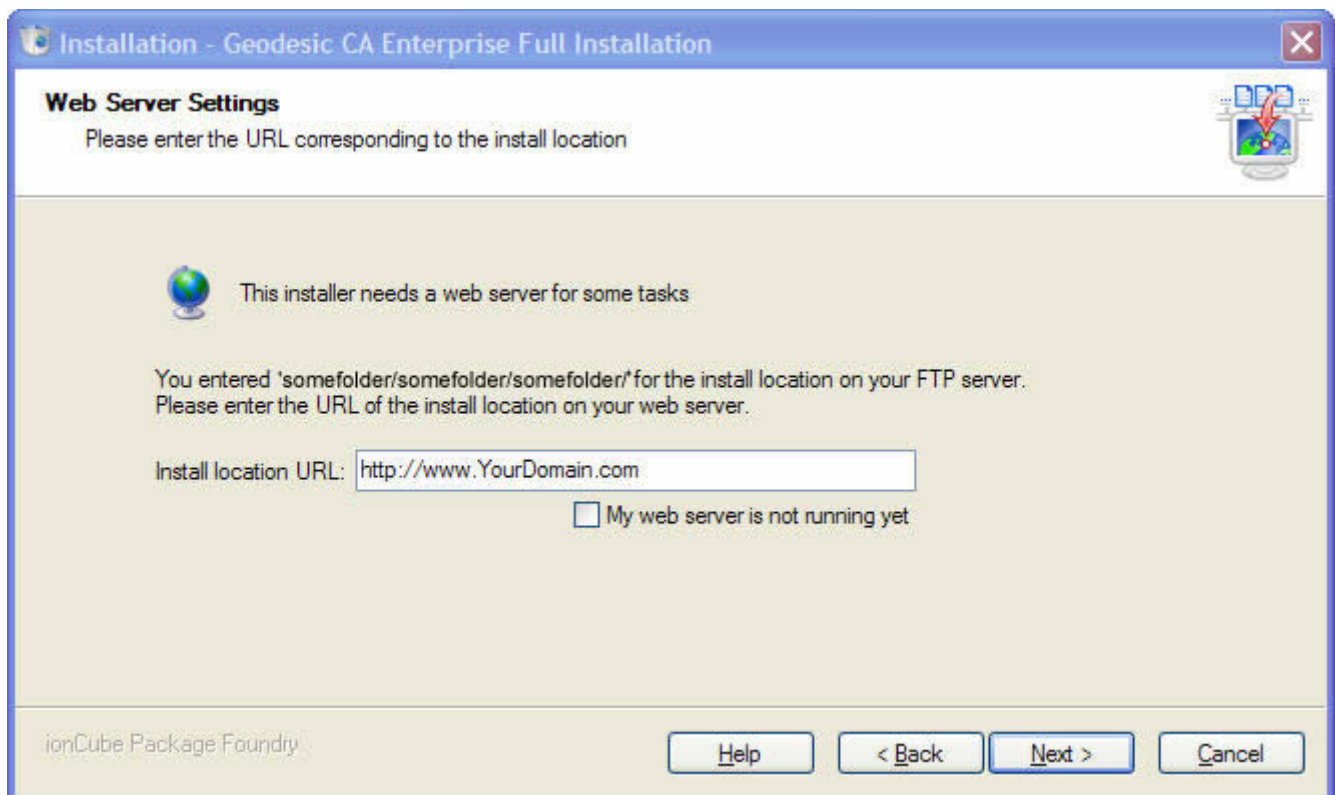 Installation - Geodesic CA Enterprise Full Installation
Web Server Settings
Please enter the URL corresponding to the install location
This installer needs a web server for some tasks
You entered 'somefolder/somefolder/somefolder/' for the install location on your FTP server.
Please enter the URL of the install location on your web server.
Install location URL: http://www.YourDomain.com
My web server is not running yet
ionCube Package Foundry
Help < Back Next > Cancel